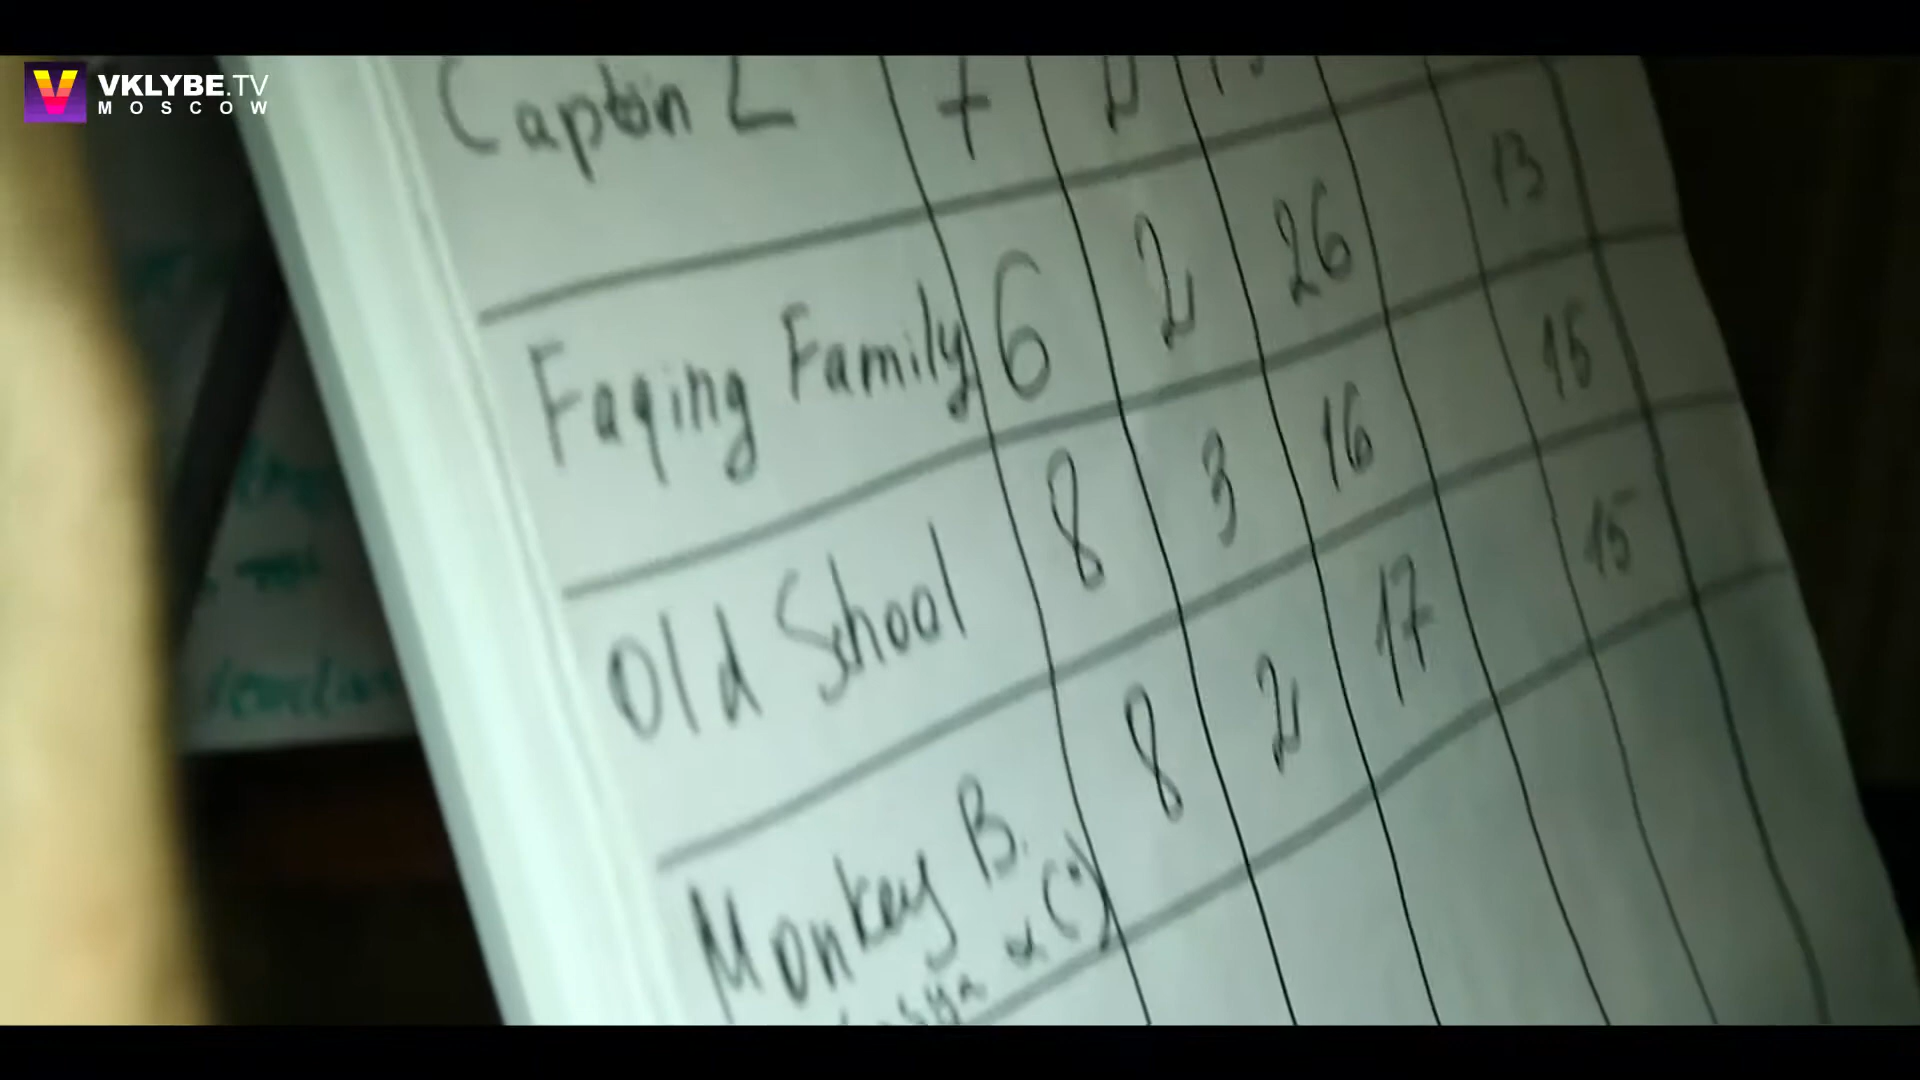 VKLYBE.TV
MOSCOW
Captain L +
Faqing Family 6 2 26 13
Old School 8 3 16 15
Monkey B. 8 2 17 15